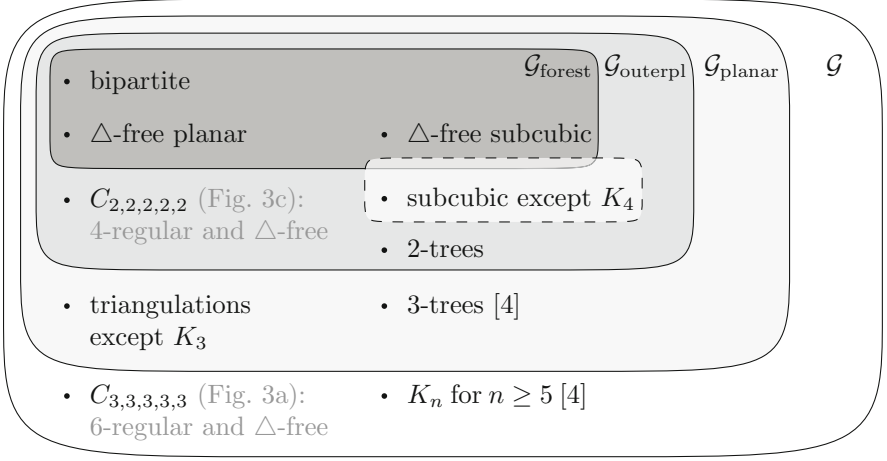 𝒢forest 𝒢outerpl 𝒢planar 𝒢
• bipartite
• △-free planar • △-free subcubic
• C2,2,2,2,2 (Fig. 3c): • subcubic except K4
4-regular and △-free
• 2-trees
• triangulations • 3-trees [4]
except K3
• C3,3,3,3,3 (Fig. 3a): • Kn for n ≥ 5 [4]
6-regular and △-free